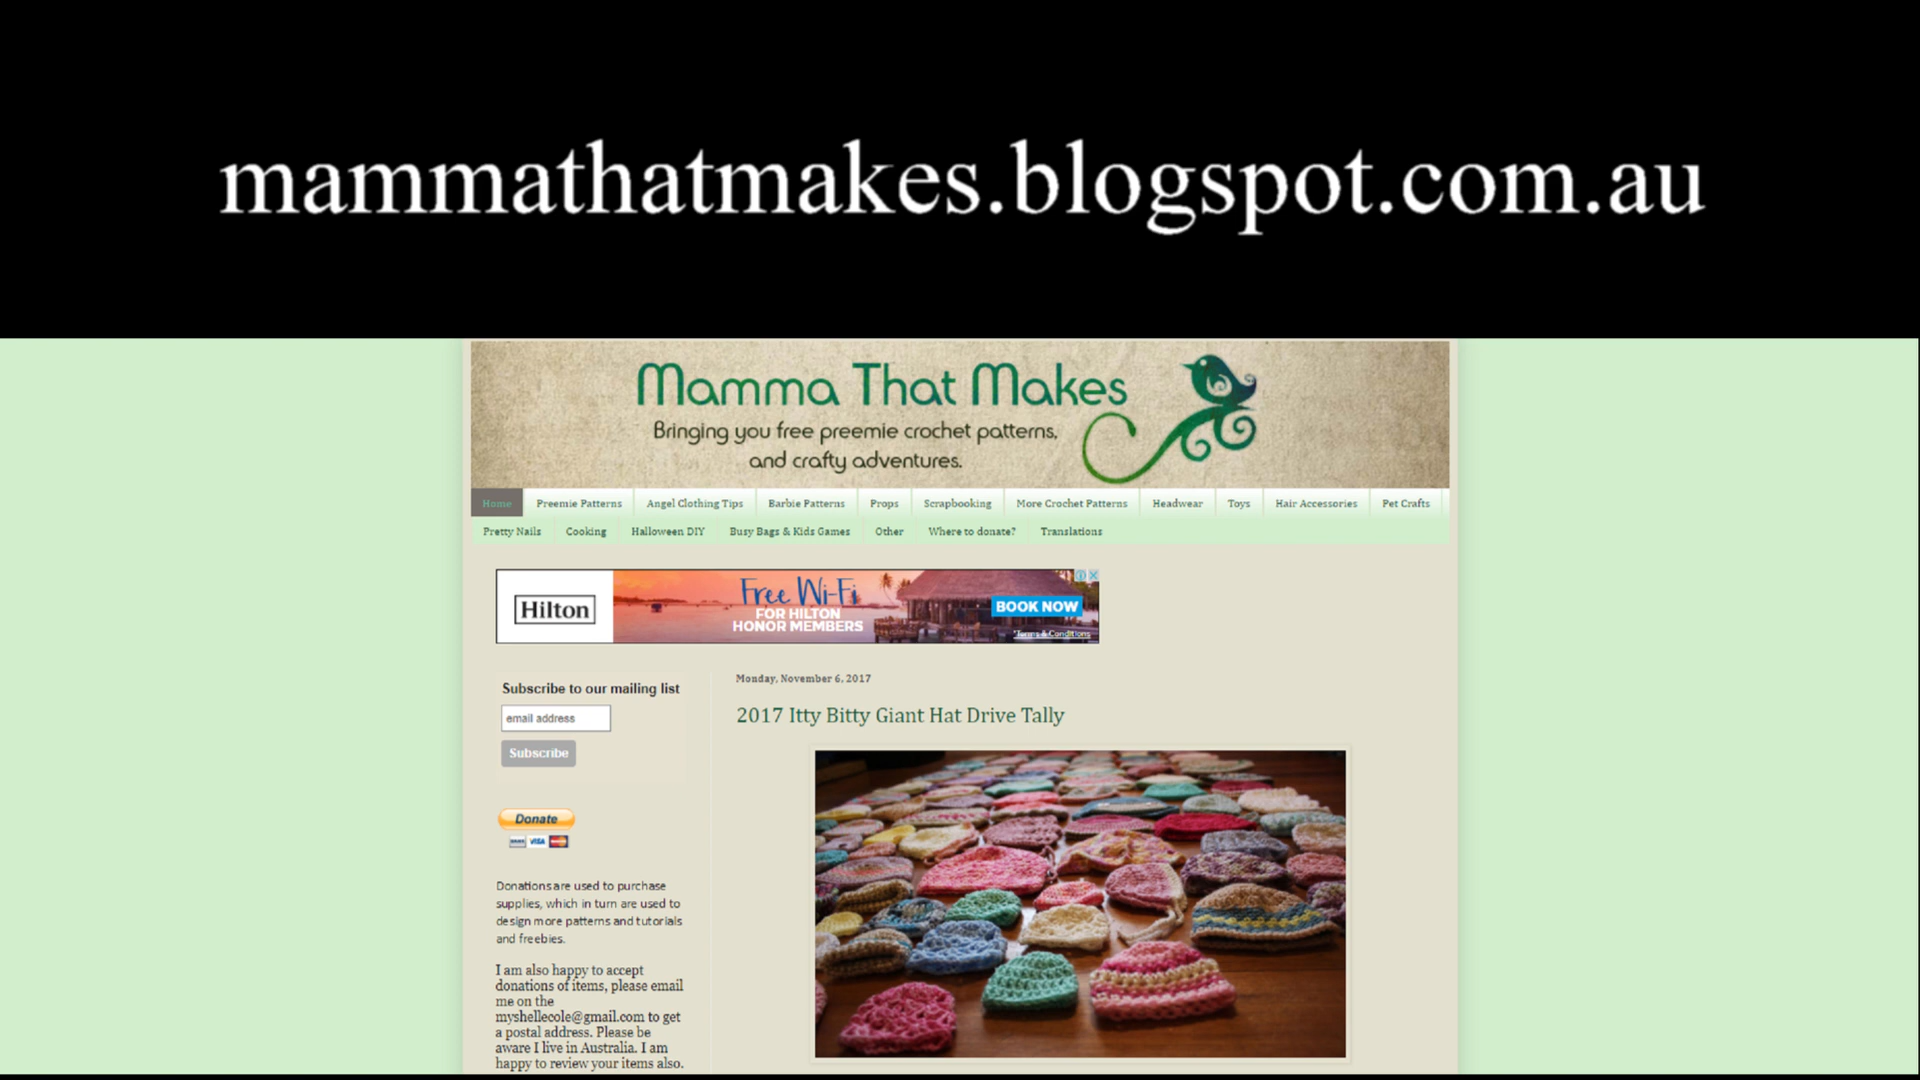 mammathatmakes.blogspot.com.au
Mamma That Makes
Bringing you free preemie crochet patterns,
and crafty adventures.
Home Preemie Patterns Angel Clothing Tips Barbie Patterns Props Scrapbooking More Crochet Patterns Headwear Toys Hair Accessories Pet Crafts
Pretty Nails Cooking Halloween DIY Busy Bags & Kids Games Other Where to donate? Translations
Hilton
Free Wi-Fi
FOR HILTON
HONOR MEMBERS
BOOK NOW
*Terms & Conditions
Subscribe to our mailing list
email address
Subscribe
Donate
VISA
Donations are used to purchase
supplies, which in turn are used to
design more patterns and tutorials
and freebies.
I am also happy to accept
donations of items, please email
me on the
myshellecole@gmail.com to get
a postal address. Please be
aware I live in Australia. I am
happy to review your items also.
Monday, November 6, 2017
2017 Itty Bitty Giant Hat Drive Tally